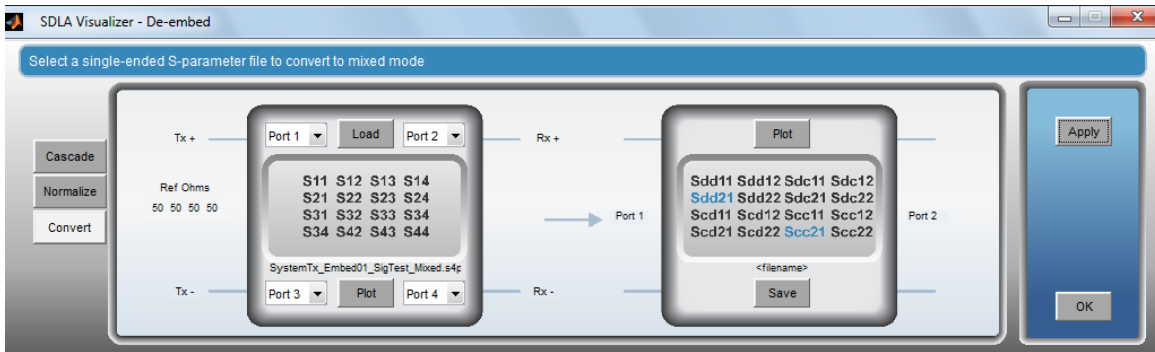 SDLA Visualizer - De-embed
Select a single-ended S-parameter file to convert to mixed mode
Cascade
Normalize
Convert
Tx +
Ref Ohms
50 50 50 50
Tx -
Port 1 Load Port 2
S11 S12 S13 S14
S21 S22 S23 S24
S31 S32 S33 S34
S34 S42 S43 S44
SystemTx_Embed01_SigTest_Mixed.s4p
Port 3 Plot Port 4
Rx +
Rx -
Port 1
Plot
Sdd11 Sdd12 Sdc11 Sdc12
Sdd21 Sdd22 Sdc21 Sdc22
Scd11 Scd12 Scc11 Scc12
Scd21 Scd22 Scc21 Scc22
<filename>
Save
Port 2
Apply
OK